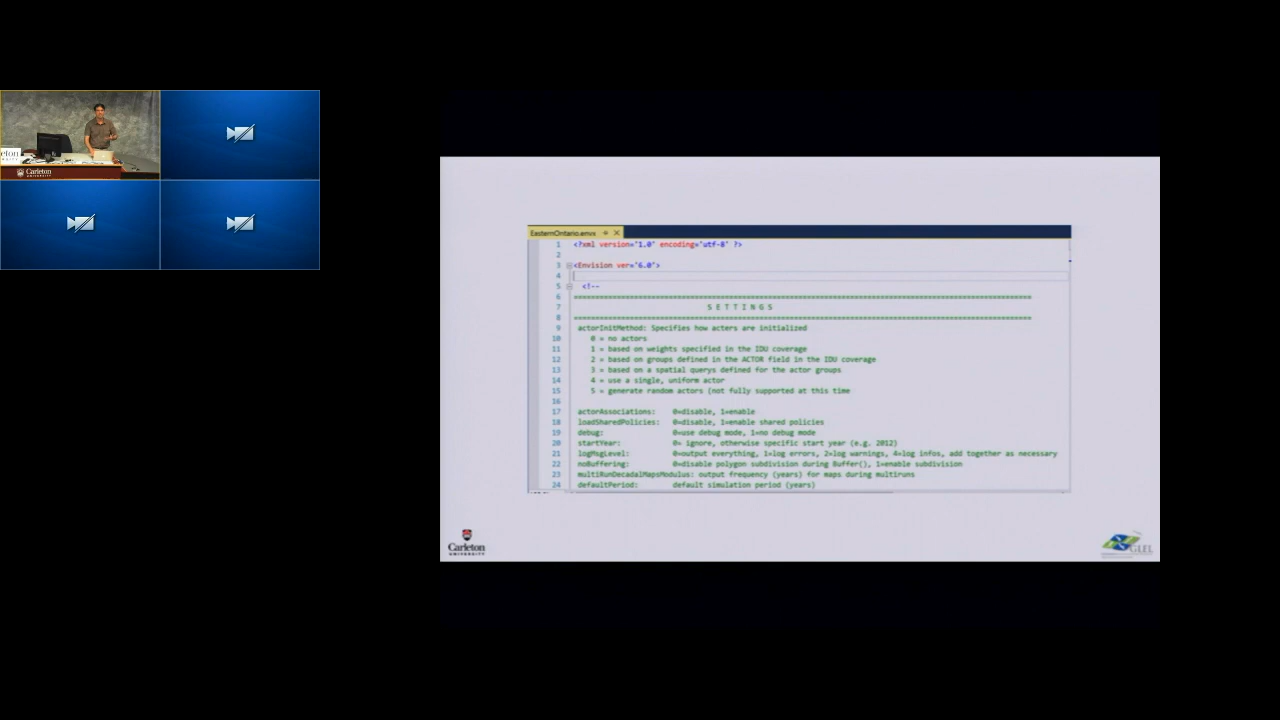 eton
Carleton
UNIVERSITY
EasternOntario.envx
1 <?xml version="1.0" encoding="utf-8" ?>
2
3 <Envision ver="6.0">
4
5 <!--
6 ================================================================
7 S E T T I N G S
8 ================================================================
9 actorInitMethod: Specifies how acters are initialized
10 0 = no actors
11 1 = based on weights specified in the IDU coverage
12 2 = based on groups defined in the ACTOR field in the IDU coverage
13 3 = based on a spatial querys defined for the actor groups
14 4 = use a single, uniform actor
15 5 = generate random actors (not fully supported at this time
16
17 actorAssociations: 0=disable, 1=enable
18 loadSharedPolicies: 0=disable, 1=enable shared policies
19 debug: 0=use debug mode, 1=no debug mode
20 startYear: 0= ignore, otherwise specific start year (e.g. 2012)
21 logMsgLevel: 0=output everything, 1=log errors, 2=log warnings, 4=log infos, add together as necessary
22 noBuffering: 0=disable polygon subdivision during Buffer(), 1=enable subdivision
23 multiRunDecadalMapsModulus: output frequency (years) for maps during multiruns
24 defaultPeriod: default simulation period (years)
Carleton
UNIVERSITY
GLEL